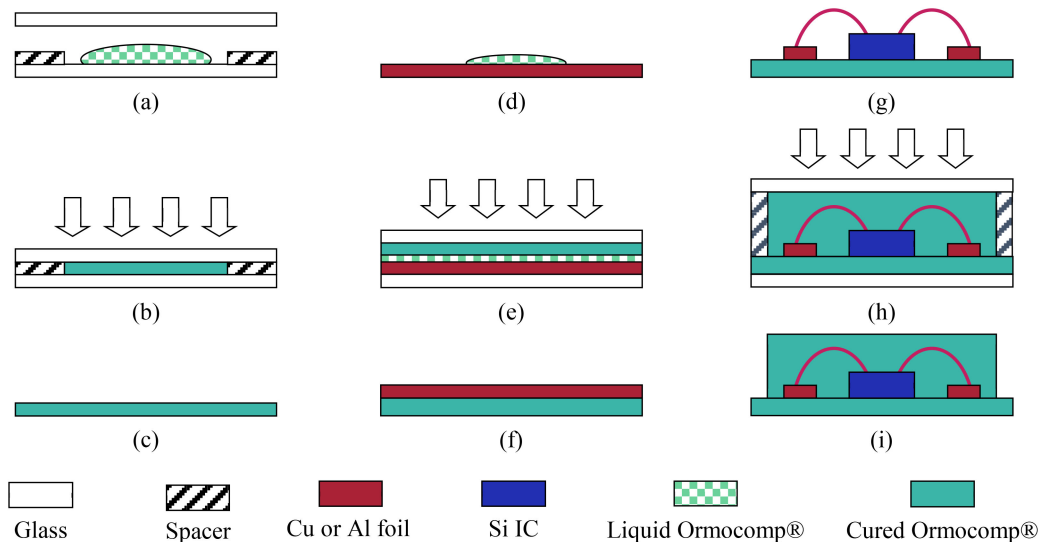 (a)
(d)
(g)
(b)
(e)
(h)
(c)
(f)
(i)
Glass
Spacer
Cu or Al foil
Si IC
Liquid Ormocomp®
Cured Ormocomp®